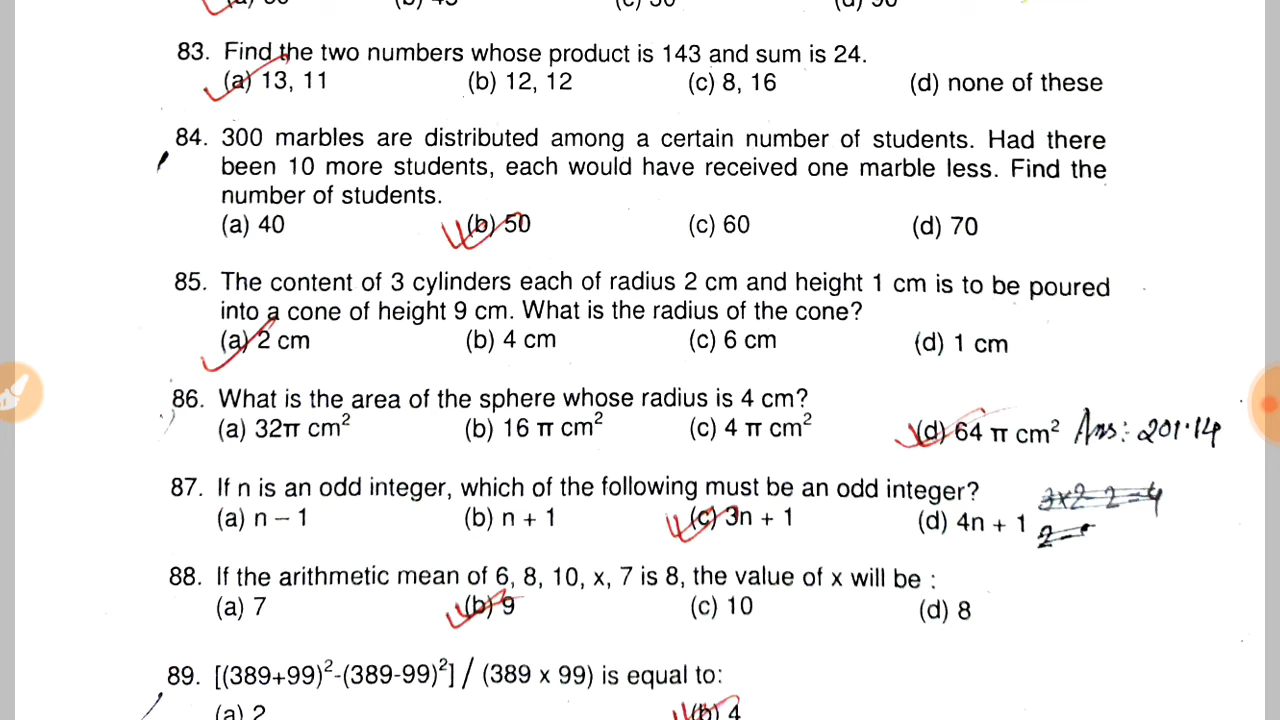 83. Find the two numbers whose product is 143 and sum is 24.
(a) 13, 11 (b) 12, 12 (c) 8, 16 (d) none of these
84. 300 marbles are distributed among a certain number of students. Had there
been 10 more students, each would have received one marble less. Find the
number of students.
(a) 40 (b) 50 (c) 60 (d) 70
85. The content of 3 cylinders each of radius 2 cm and height 1 cm is to be poured
into a cone of height 9 cm. What is the radius of the cone?
(a) 2 cm (b) 4 cm (c) 6 cm (d) 1 cm
86. What is the area of the sphere whose radius is 4 cm?
(a) 32π cm² (b) 16 π cm² (c) 4 π cm² (d) 64 π cm² Ans: 201.14
87. If n is an odd integer, which of the following must be an odd integer?
(a) n – 1 (b) n + 1 (c) 3n + 1 (d) 4n + 1
88. If the arithmetic mean of 6, 8, 10, x, 7 is 8, the value of x will be :
(a) 7 (b) 9 (c) 10 (d) 8
89. [(389+99)²-(389-99)²] / (389 x 99) is equal to:
(a) 2 (b) 4